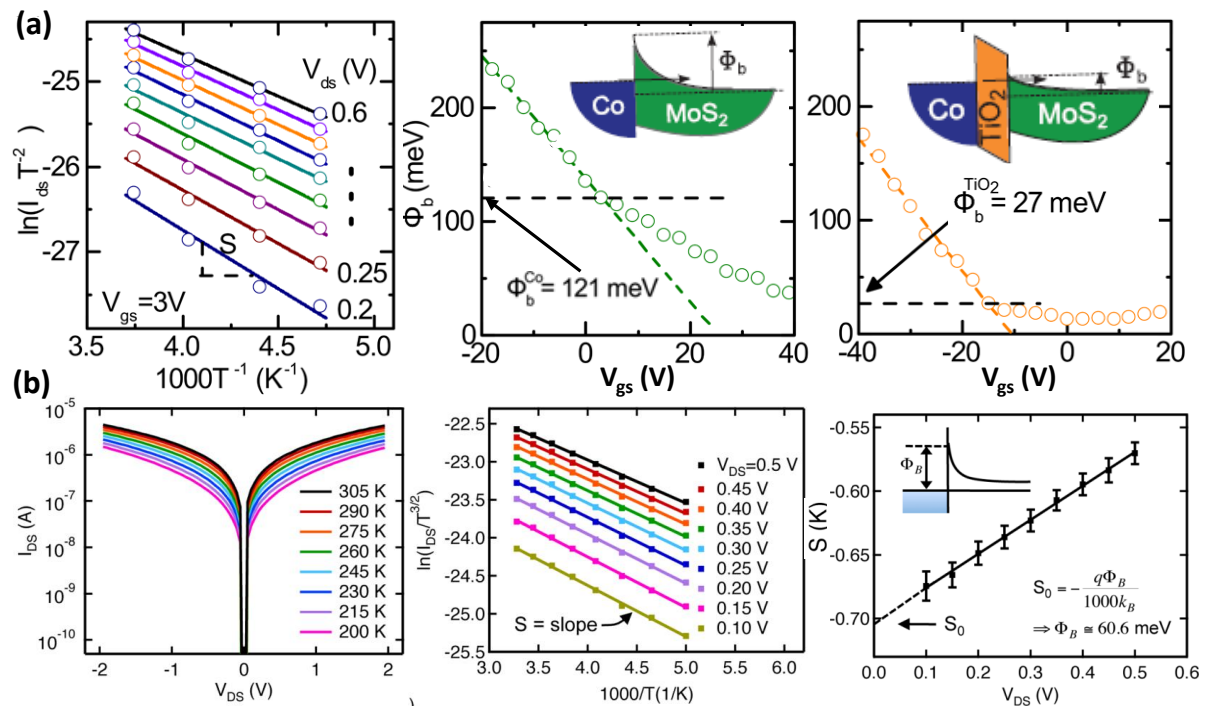 (a)
ln(I_ds T^-2)
-25
-26
-27
V_ds (V)
0.6
0.25
0.2
S
V_gs=3V
3.5
4.0
4.5
5.0
1000T^-1 (K^-1)
Φ_b (meV)
200
100
0
Φ_b
Co
MoS_2
Φ_b^Co = 121 meV
-20
0
20
40
V_gs (V)
200
100
0
Φ_b
Co
TiO_2
MoS_2
Φ_b^TiO_2 = 27 meV
-40
-20
0
20
V_gs (V)
(b)
I_DS (A)
10^-5
10^-6
10^-7
10^-8
10^-10
305 K
290 K
275 K
260 K
245 K
230 K
215 K
200 K
-2
-1
0
1
2
V_DS (V)
)
ln(I_DS/T^3/2)
-22.5
-23.0
-23.5
-24.0
-24.5
-25.0
-25.5
V_DS=0.5 V
0.45 V
0.40 V
0.35 V
0.30 V
0.25 V
0.20 V
0.15 V
0.10 V
S = slope
3.0
3.5
4.0
4.5
5.0
5.5
6.0
1000/T(1/K)
S (K)
-0.55
-0.60
-0.65
-0.70
Φ_B
S_0 = - qΦ_B / 1000k_B
⇒ Φ_B ≅ 60.6 meV
S_0
0.0
0.1
0.2
0.3
0.4
0.5
0.6
V_DS (V)